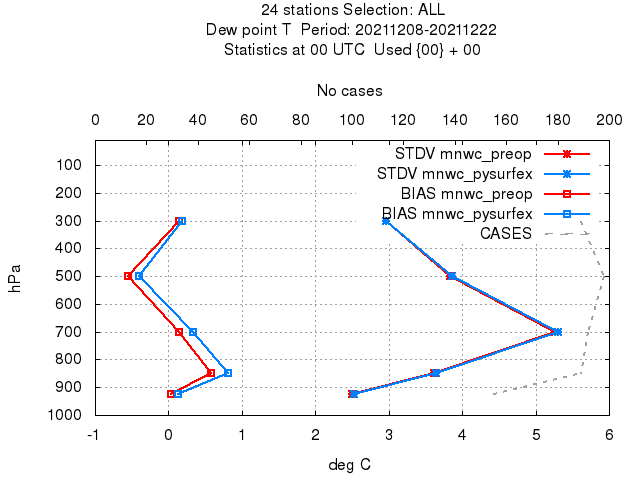 24 stations Selection: ALL
Dew point T  Period: 20211208-20211222
Statistics at 00 UTC  Used {00} + 00
No cases
0 20 40 60 80 100 120 140 160 180 200
STDV mnwc_preop
STDV mnwc_pysurfex
BIAS mnwc_preop
BIAS mnwc_pysurfex
CASES
100
200
300
400
500
600
700
800
900
1000
hPa
-1 0 1 2 3 4 5 6
deg C